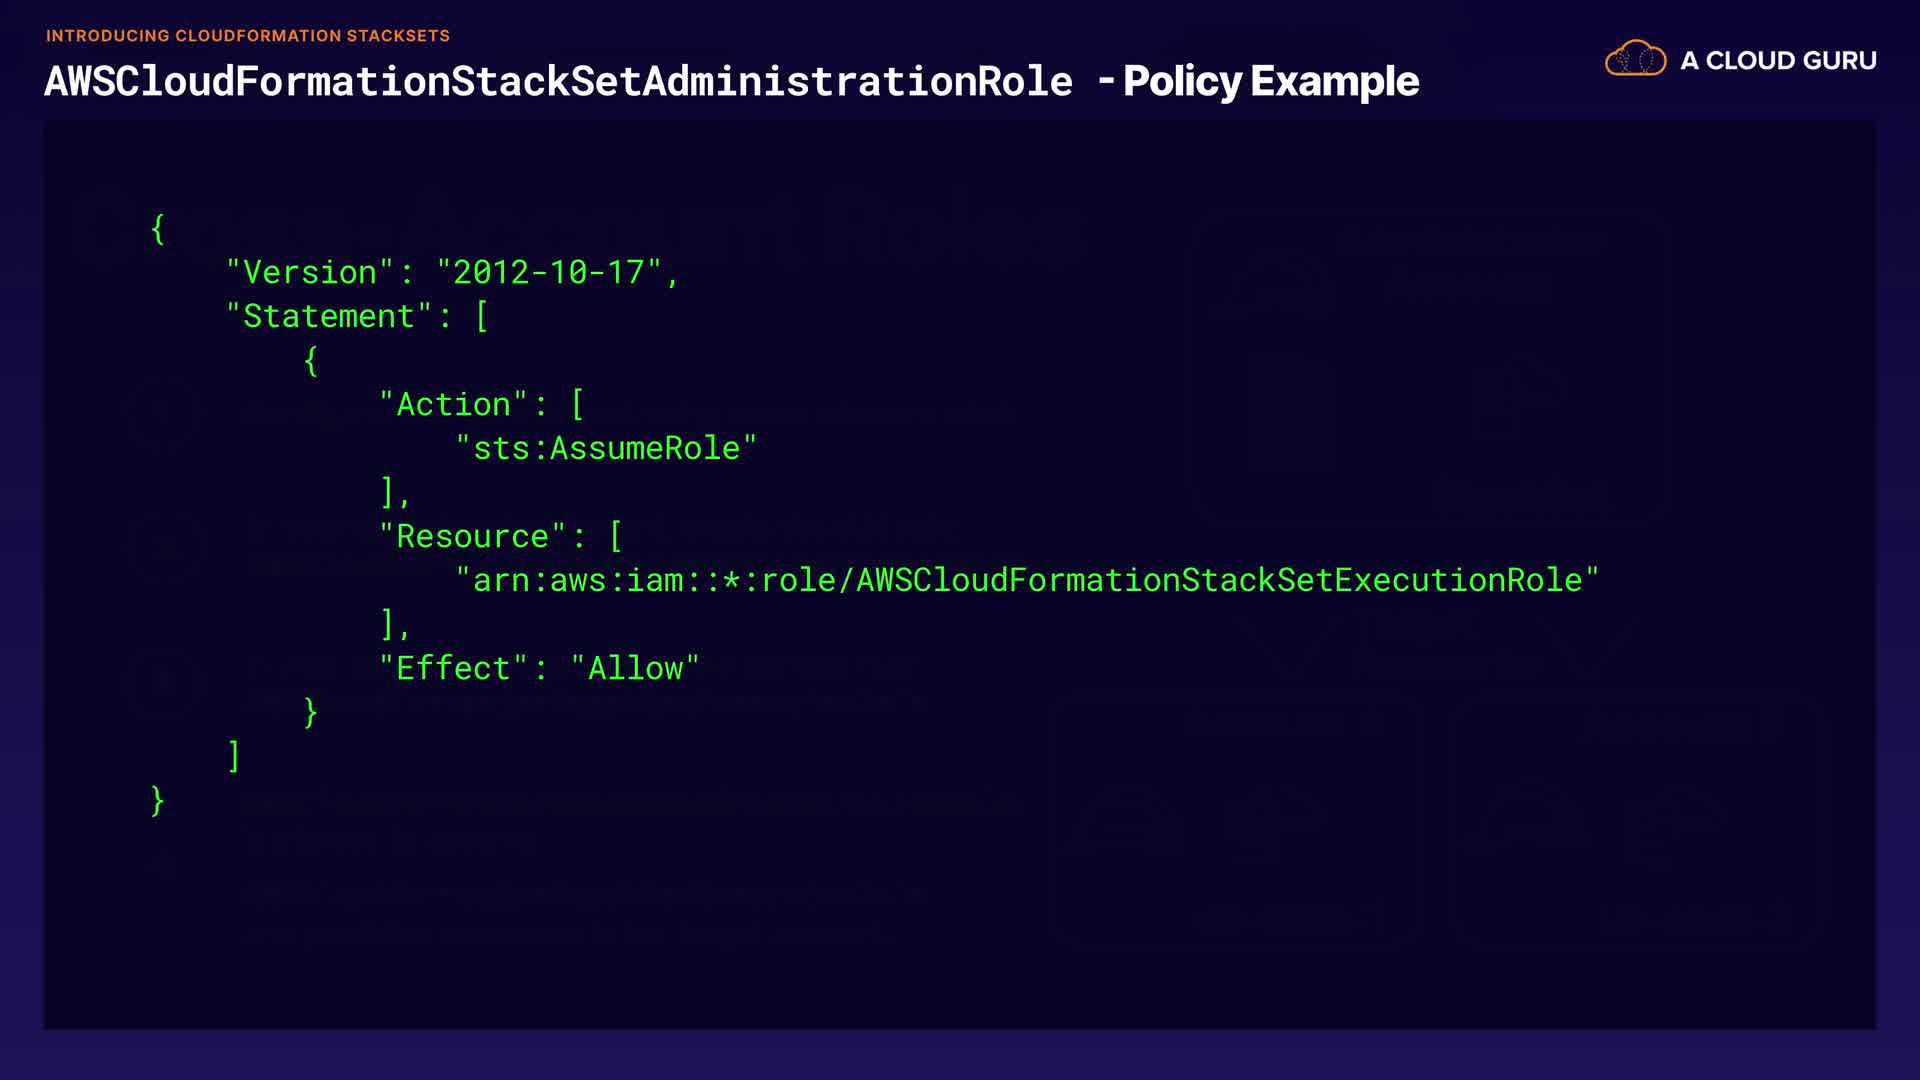 INTRODUCING CLOUDFORMATION STACKSETS
AWSCloudFormationStackSetAdministrationRole - Policy Example
A CLOUD GURU
{
"Version": "2012-10-17",
"Statement": [
{
"Action": [
"sts:AssumeRole"
],
"Resource": [
"arn:aws:iam::*:role/AWSCloudFormationStackSetExecutionRole"
],
"Effect": "Allow"
}
]
}